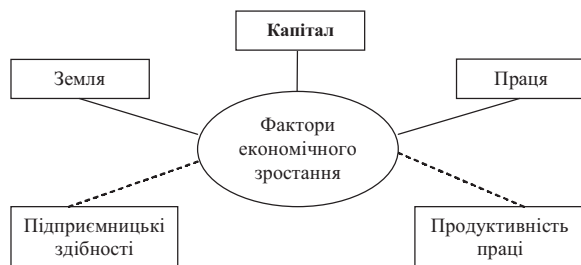 Капітал
Земля
Праця
Фактори
економічного
зростання
Підприємницькі
здібності
Продуктивність
праці